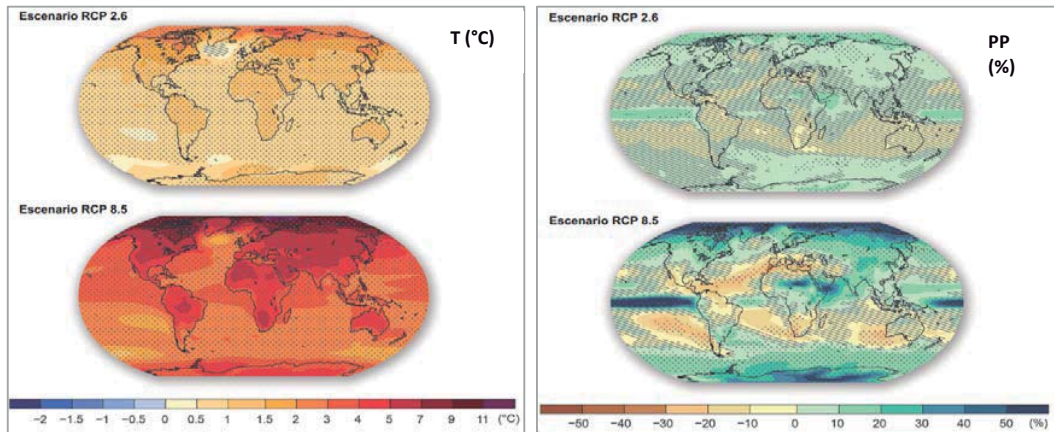 Escenario RCP 2.6
T (°C)
Escenario RCP 8.5
−2 −1.5 −1 −0.5 0 0.5 1 1.5 2 3 4 5 7 9 11 (°C)
Escenario RCP 2.6
PP
(%)
Escenario RCP 8.5
−50 −40 −30 −20 −10 0 10 20 30 40 50 (%)